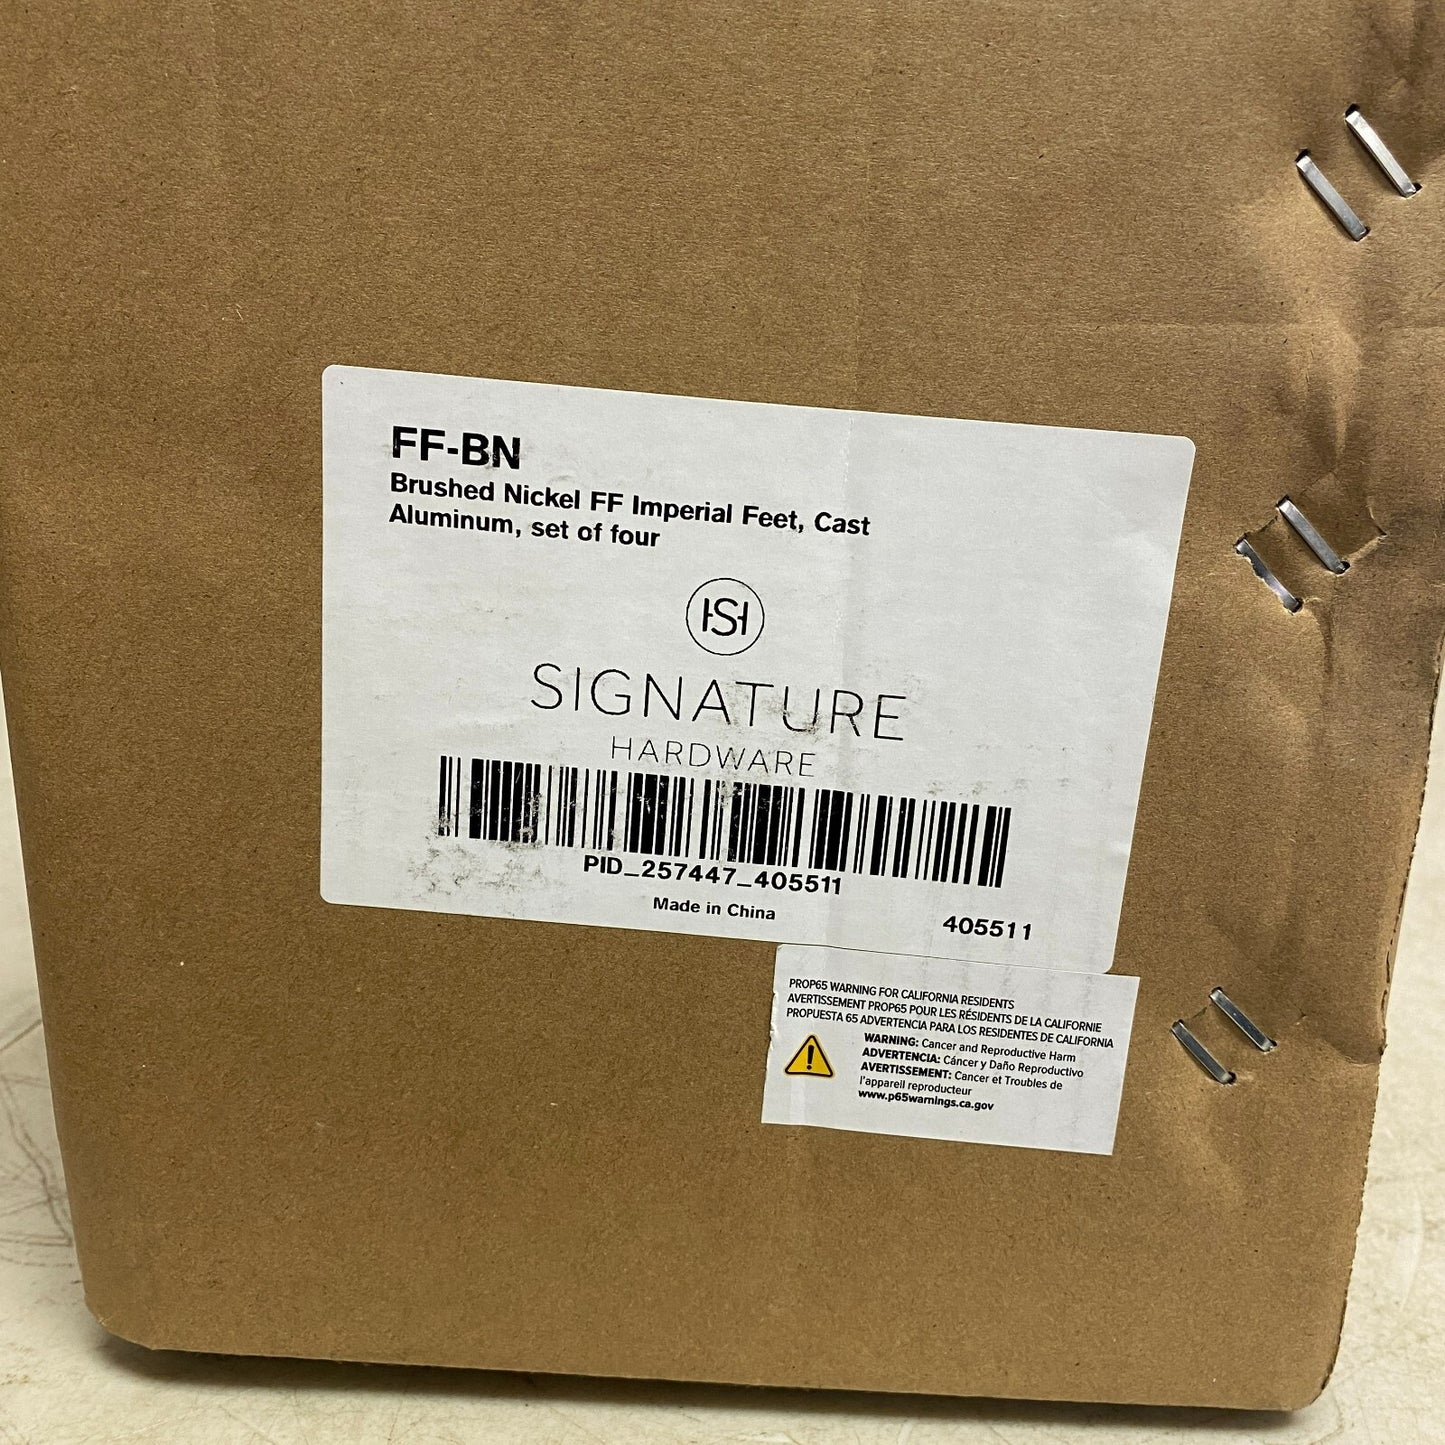 FF-BN
Brushed Nickel FF Imperial Feet, Cast
Aluminum, set of four
HSH
SIGNATURE
HARDWARE
PID_257447_405511
Made in China
405511
PROP65 WARNING FOR CALIFORNIA RESIDENTS
AVERTISSEMENT PROP65 POUR LES RÉSIDENTS DE LA CALIFORNIE
PROPUESTA 65 ADVERTENCIA PARA LOS RESIDENTES DE CALIFORNIA
WARNING: Cancer and Reproductive Harm
ADVERTENCIA: Cáncer y Daño Reproductivo
AVERTISSEMENT: Cancer et Troubles de
l'appareil reproducteur
www.p65warnings.ca.gov